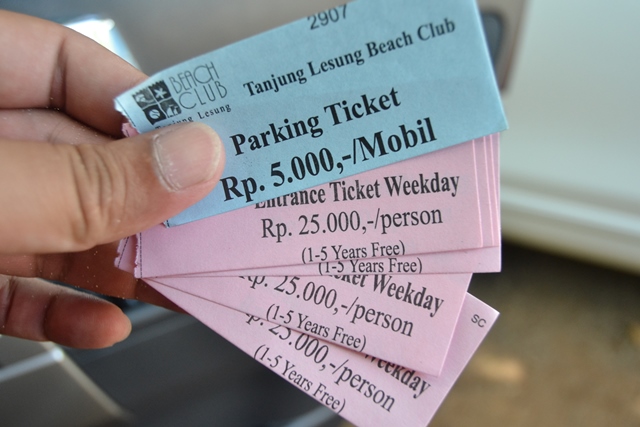 2907
BEACH
CLUB
Tanjung Lesung
Tanjung Lesung Beach Club
Parking Ticket
Rp. 5.000,-/Mobil
Entrance Ticket Weekday
Rp. 25.000,-/person
(1-5 Years Free)
(1-5 Years Free)
Ticket Weekday
Rp. 25.000,-/person
(1-5 Years Free)
SC
Weekday
Rp. 25.000,-/person
(1-5 Years Free)